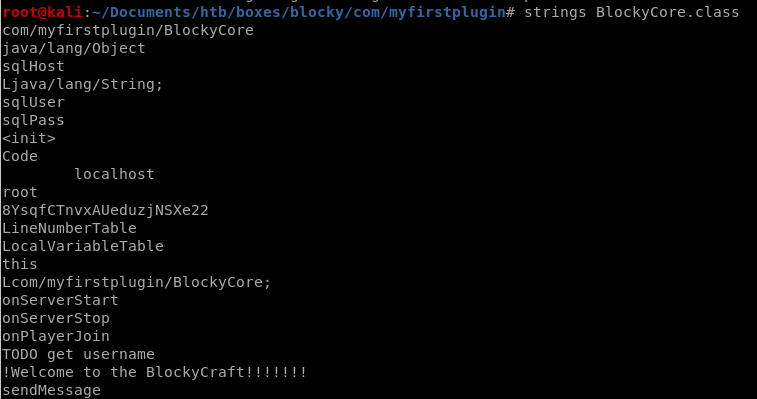 root@kali:~/Documents/htb/boxes/blocky/com/myfirstplugin# strings BlockyCore.class
com/myfirstplugin/BlockyCore
java/lang/Object
sqlHost
Ljava/lang/String;
sqlUser
sqlPass
<init>
Code
        localhost
root
8YsqfCTnvxAUeduzjNSXe22
LineNumberTable
LocalVariableTable
this
Lcom/myfirstplugin/BlockyCore;
onServerStart
onServerStop
onPlayerJoin
TODO get username
!Welcome to the BlockyCraft!!!!!!!
sendMessage